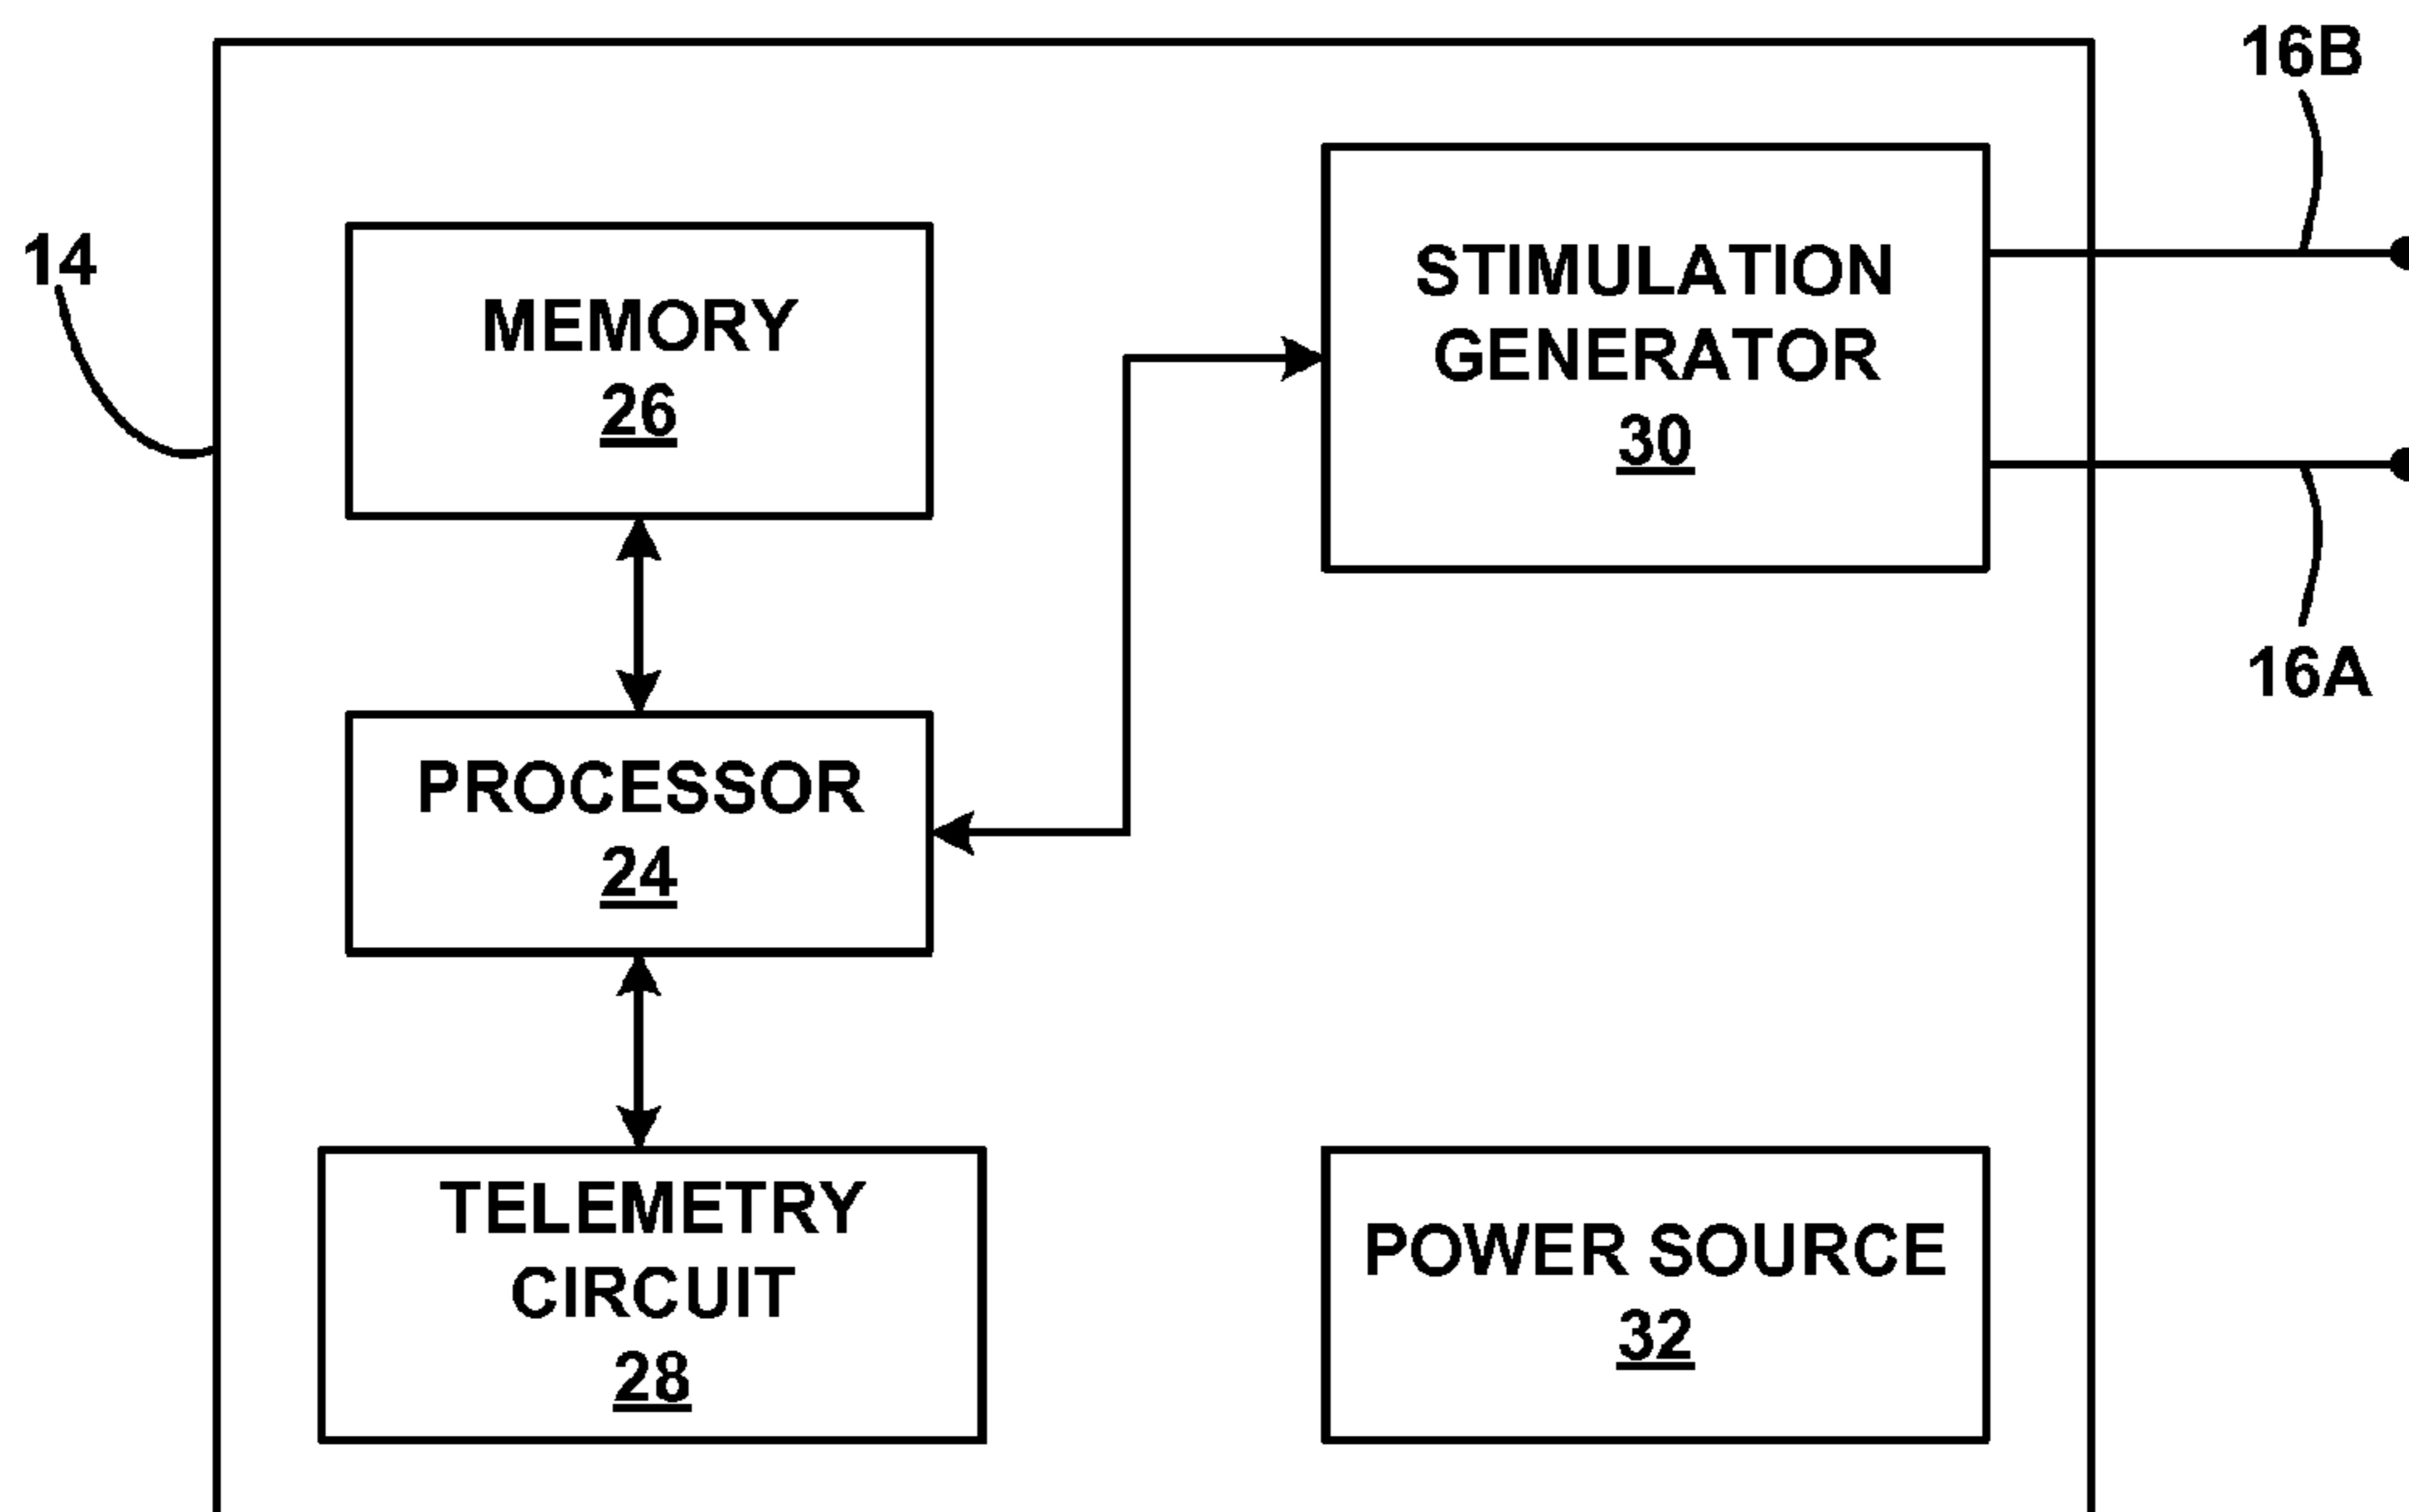 16B
14
MEMORY
26
STIMULATION
GENERATOR
30
16A
PROCESSOR
24
TELEMETRY
CIRCUIT
28
POWER SOURCE
32